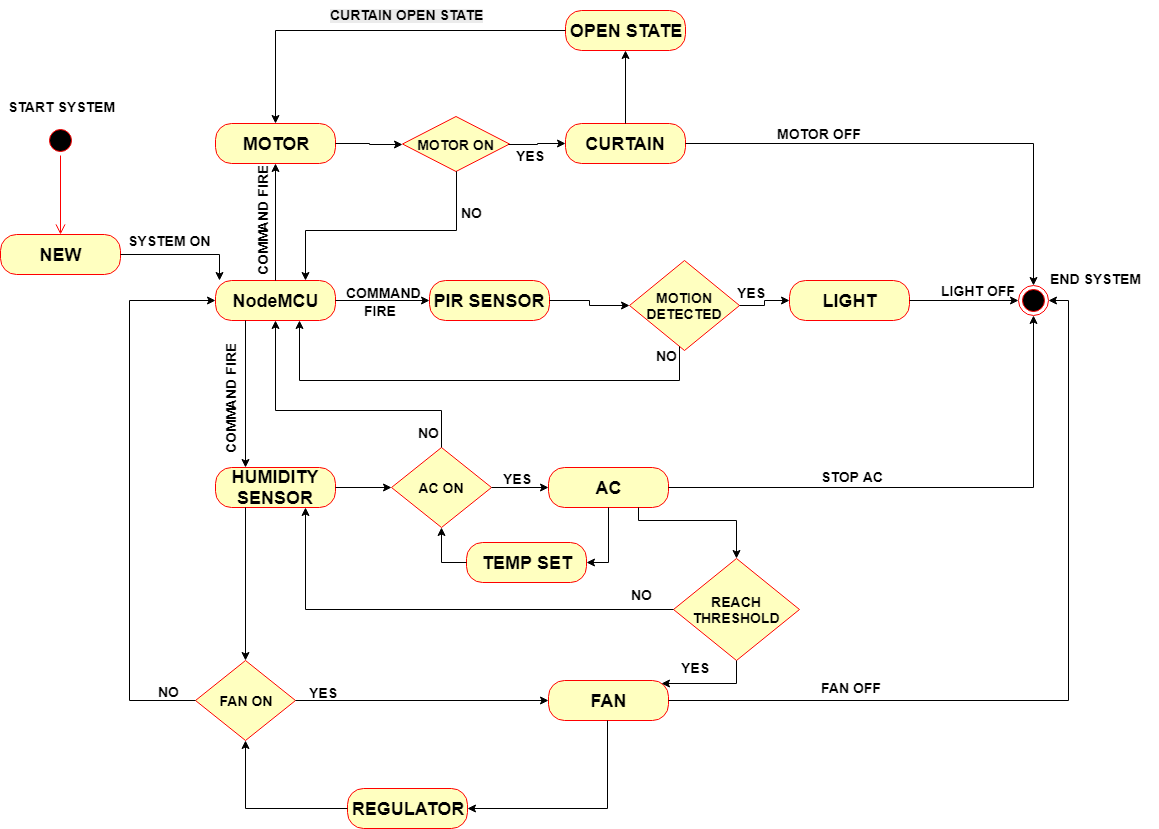 CURTAIN OPEN STATE
OPEN STATE
START SYSTEM
MOTOR
MOTOR ON
YES
CURTAIN
MOTOR OFF
COMMAND FIRE
NO
NEW
SYSTEM ON
NodeMCU
COMMAND
FIRE
PIR SENSOR
MOTION
DETECTED
YES
LIGHT
LIGHT OFF
END SYSTEM
NO
COMMAND FIRE
NO
HUMIDITY
SENSOR
AC ON
YES
AC
STOP AC
TEMP SET
NO
REACH
THRESHOLD
YES
NO
FAN ON
YES
FAN
FAN OFF
REGULATOR